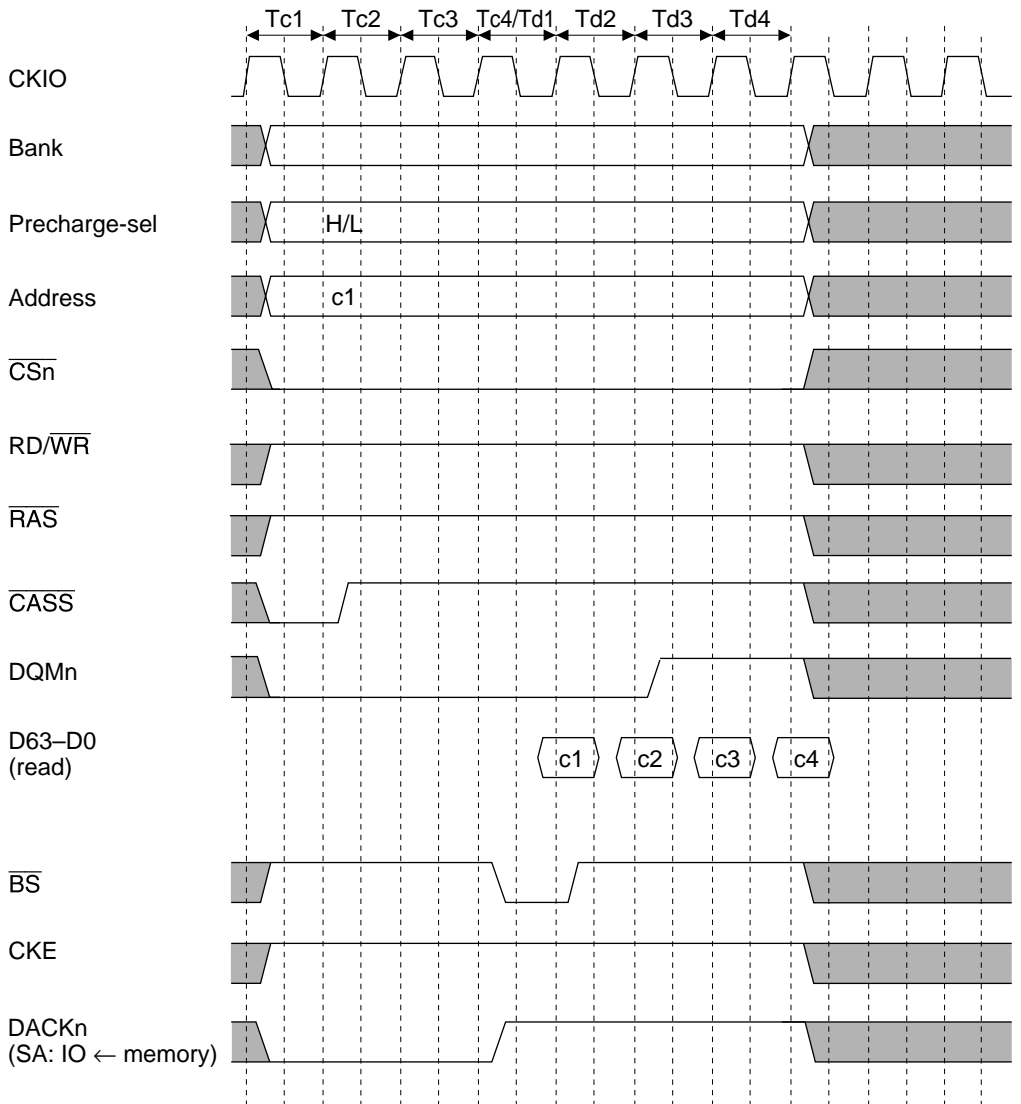 Tc1 Tc2 Tc3 Tc4/Td1 Td2 Td3 Td4
CKIO
Bank
Precharge-sel H/L
Address c1
CSn
RD/WR
RAS
CASS
DQMn
D63–D0
(read)
c1 c2 c3 c4
BS
CKE
DACKn
(SA: IO ← memory)